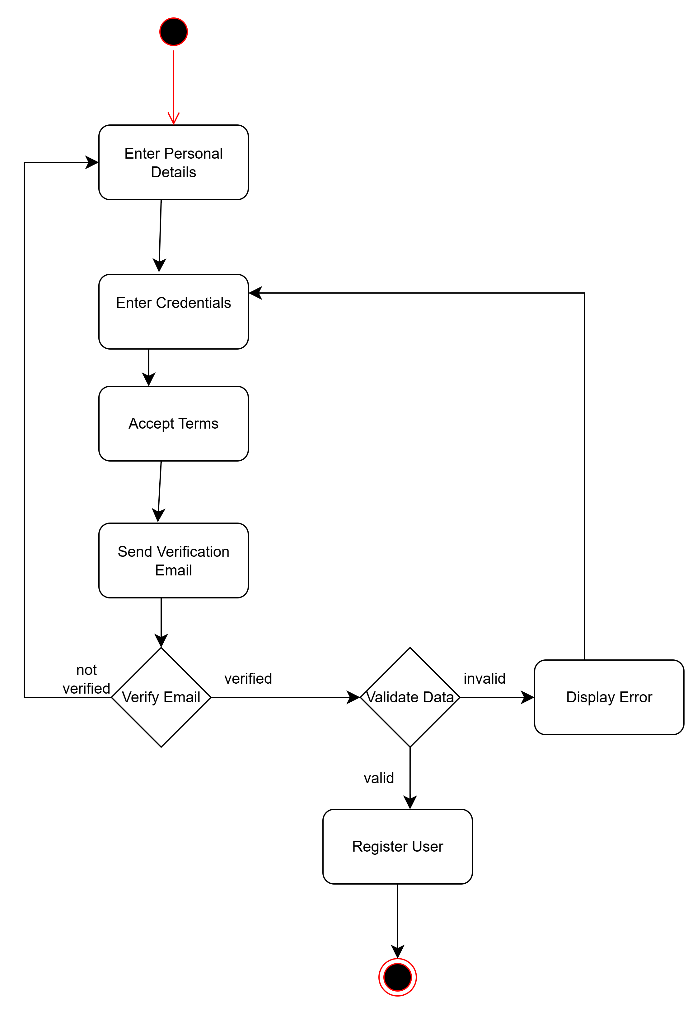 Enter Personal
Details
Enter Credentials
Accept Terms
Send Verification
Email
not
verified
Verify Email
verified
Validate Data
invalid
Display Error
valid
Register User